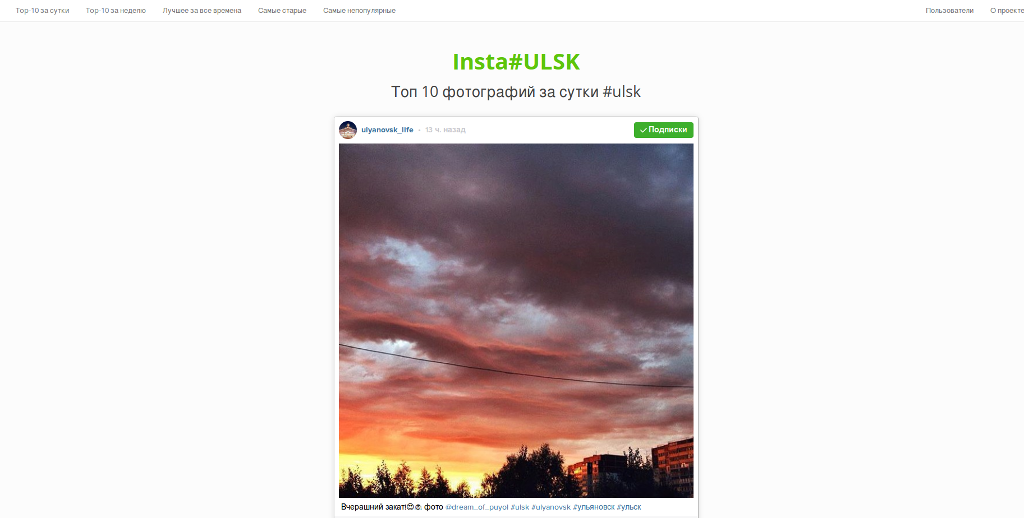 Top-10 за сутки Top-10 за неделю Лучшее за все времена Самые старые Самые непопулярные Пользователи О проекте
Insta#ULSK
Топ 10 фотографий за сутки #ulsk
ulyanovsk_life • 13 ч. назад Подписки
Вчерашний закат!😍👏 фото @dream_of_puyol #ulsk #ulyanovsk #ульяновск #ульск